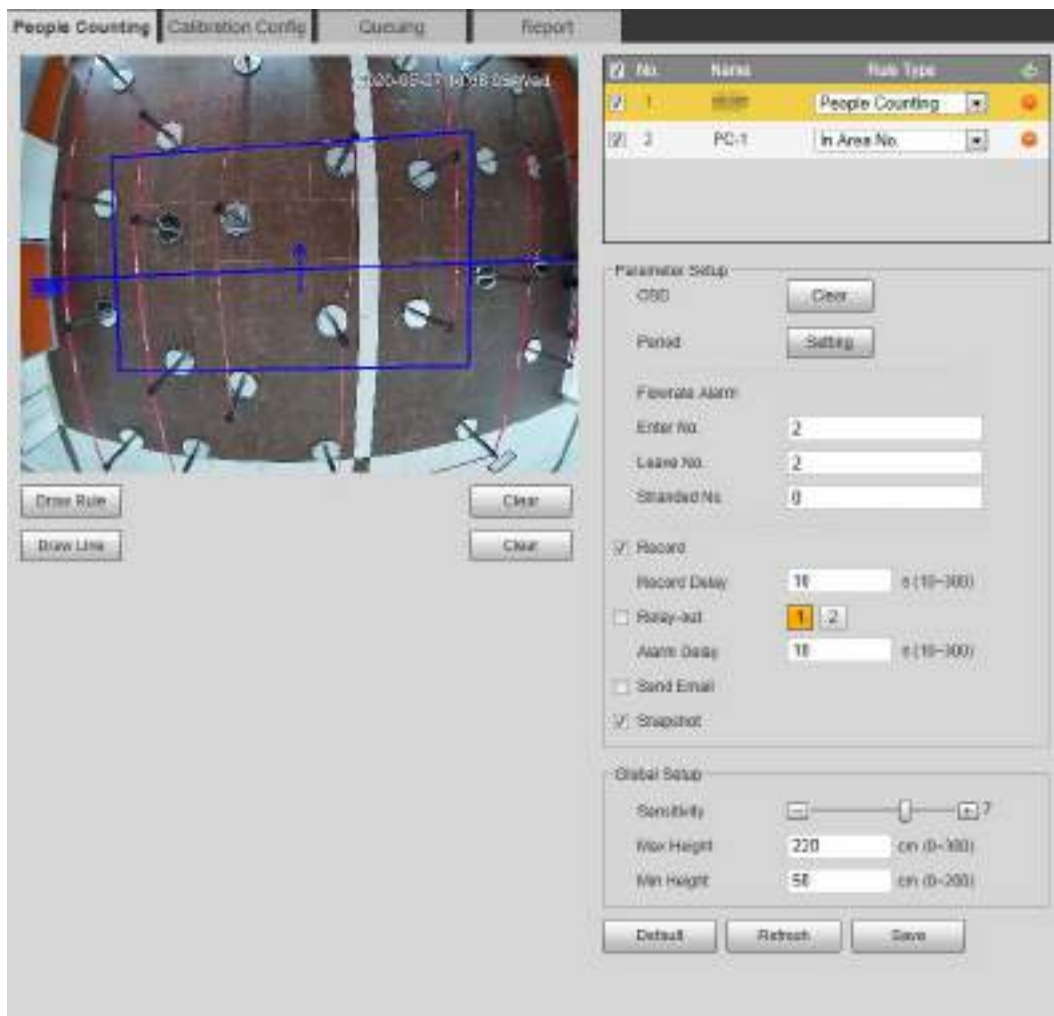 People Counting Calibration Config Queuing Report
No. Name Rule Type
1 People Counting
2 PC-1 In Area No.
Parameter Setup
OSD Clear
Period Setting
Flowrate Alarm
Enter No. 2
Leave No. 2
Stranded No. 0
Draw Rule Clear
Draw Line Clear
Record
Record Delay 10 s (10~300)
Relay-out 1 2
Alarm Delay 10 s (10~300)
Send Email
Snapshot
Global Setup
Sensitivity 7
Max Height 220 cm (0~300)
Min Height 50 cm (0~200)
Default Refresh Save